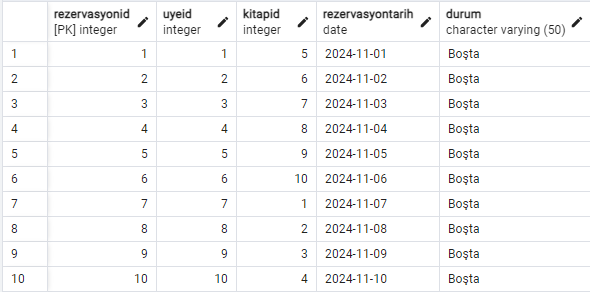 rezervasyonid uyeid kitapid rezervasyontarih durum
[PK] integer integer integer date character varying (50)
1 1 1 5 2024-11-01 Boşta
2 2 2 6 2024-11-02 Boşta
3 3 3 7 2024-11-03 Boşta
4 4 4 8 2024-11-04 Boşta
5 5 5 9 2024-11-05 Boşta
6 6 6 10 2024-11-06 Boşta
7 7 7 1 2024-11-07 Boşta
8 8 8 2 2024-11-08 Boşta
9 9 9 3 2024-11-09 Boşta
10 10 10 4 2024-11-10 Boşta